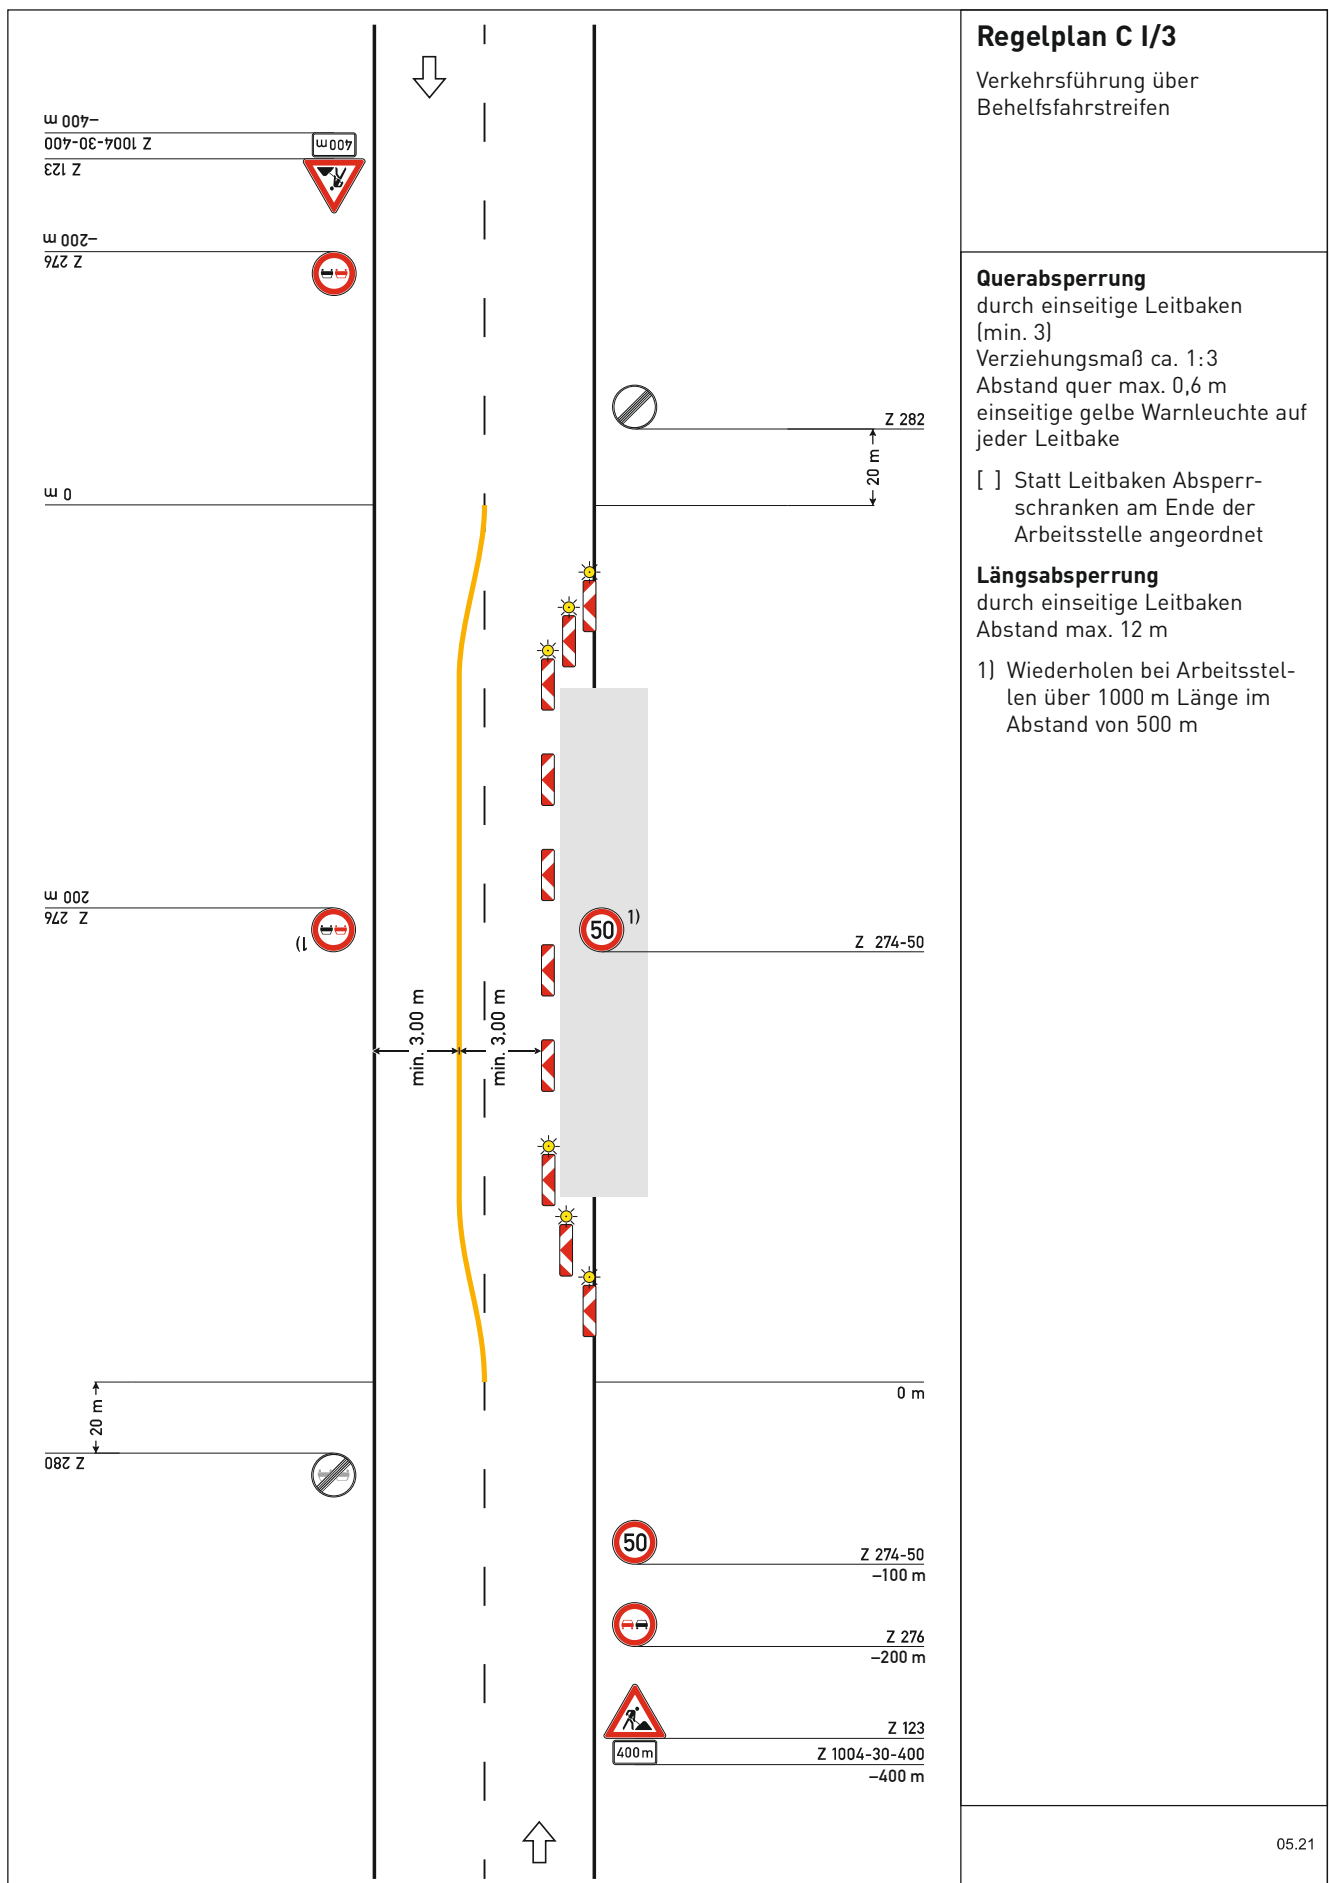 Regelplan C I/3
Verkehrsführung über
Behelfsfahrstreifen
Querabsperrung
durch einseitige Leitbaken
(min. 3)
Verziehungsmaß ca. 1:3
Abstand quer max. 0,6 m
einseitige gelbe Warnleuchte auf
jeder Leitbake
[ ] Statt Leitbaken Absperr-
schranken am Ende der
Arbeitsstelle angeordnet
Längsabsperrung
durch einseitige Leitbaken
Abstand max. 12 m
1) Wiederholen bei Arbeitsstel-
len über 1000 m Länge im
Abstand von 500 m
05.21
–400 m
Z 1004-30-400
400 m
Z 123
–200 m
Z 276
0 m
200 m
Z 276
1)
20 m
Z 280
Z 282
20 m
50
1)
Z 274-50
min. 3,00 m
min. 3,00 m
0 m
50
Z 274-50
–100 m
Z 276
–200 m
Z 123
400 m
Z 1004-30-400
–400 m